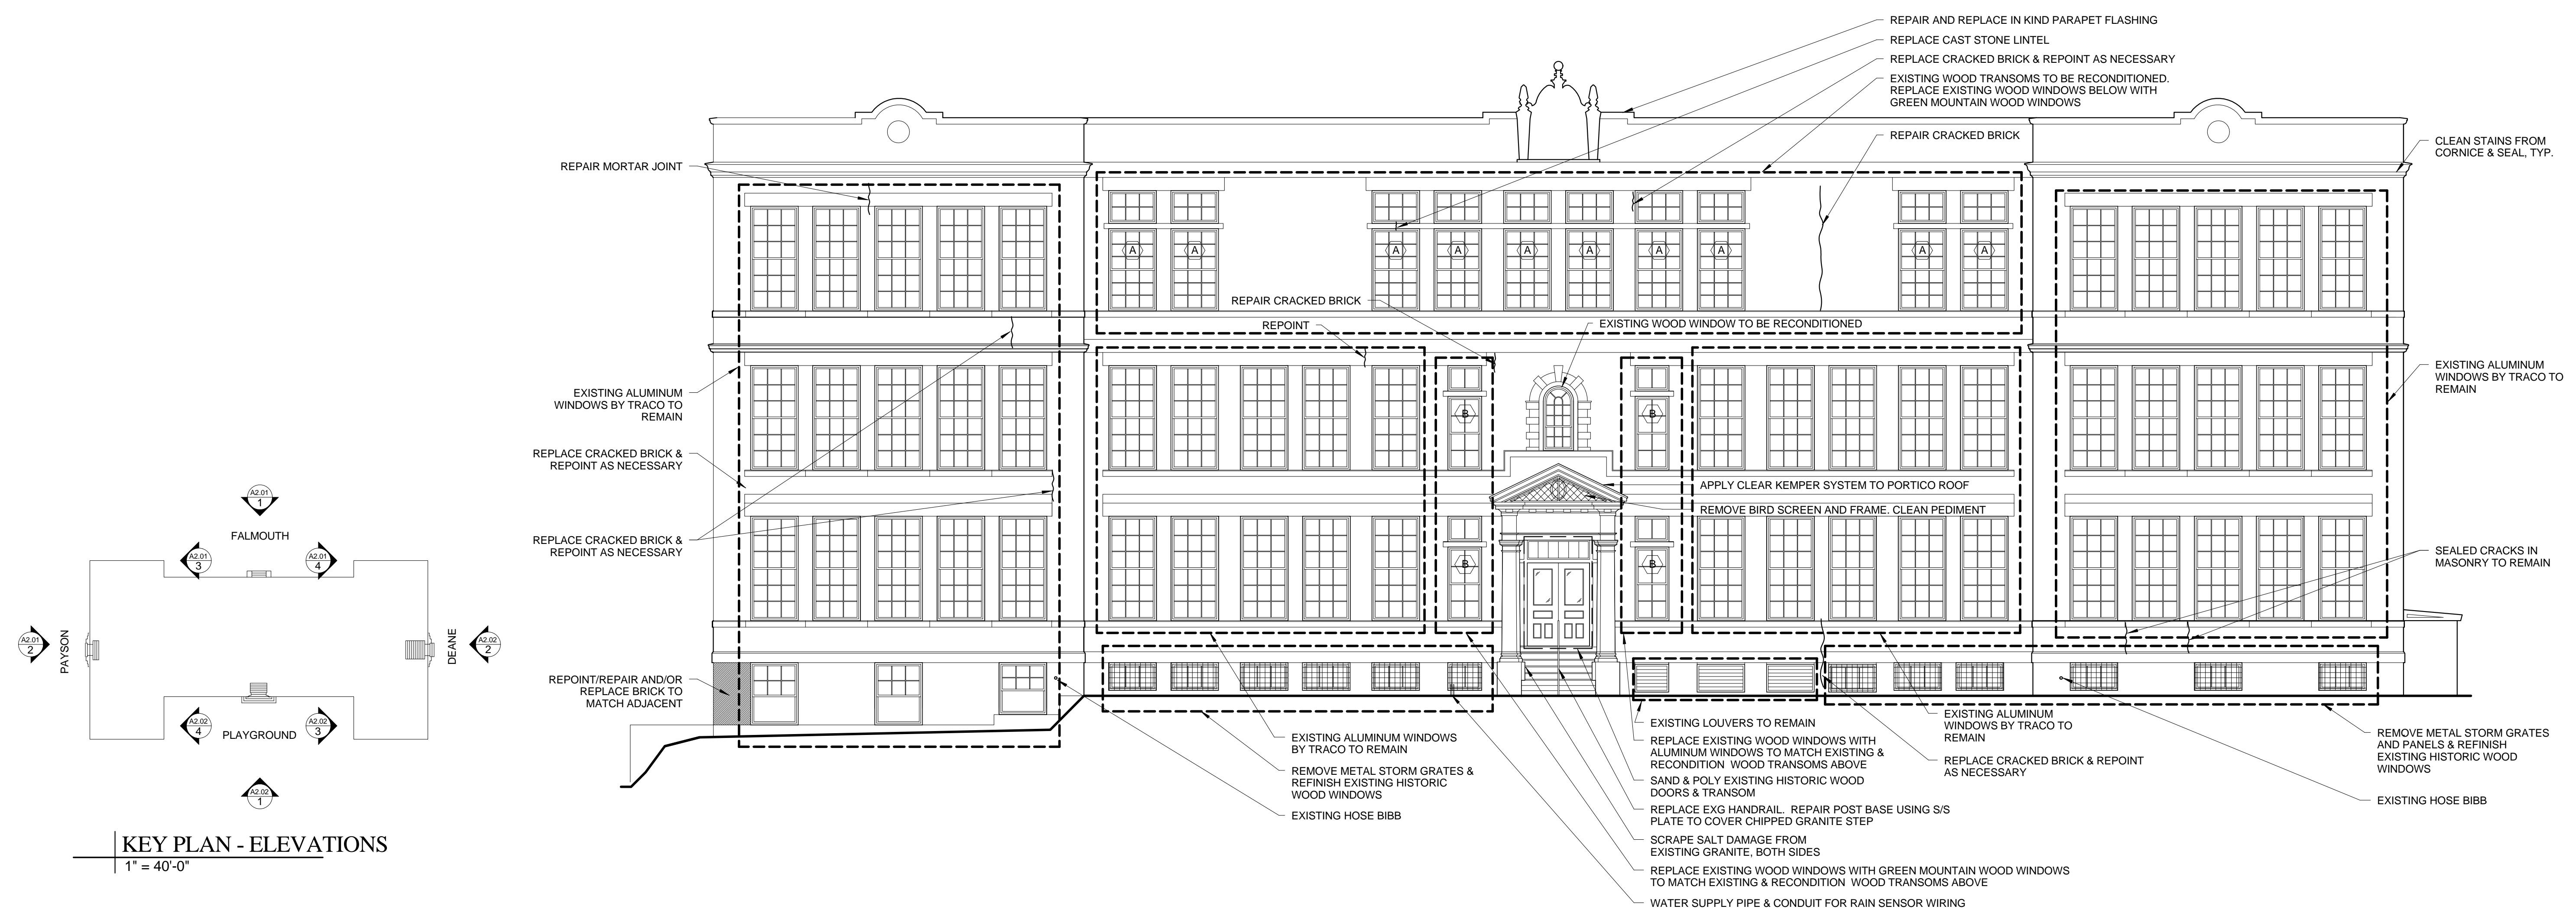 REPAIR AND REPLACE IN KIND PARAPET FLASHING
REPLACE CAST STONE LINTEL
REPLACE CRACKED BRICK & REPOINT AS NECESSARY
EXISTING WOOD TRANSOMS TO BE RECONDITIONED.
REPLACE EXISTING WOOD WINDOWS BELOW WITH
GREEN MOUNTAIN WOOD WINDOWS
REPAIR CRACKED BRICK
CLEAN STAINS FROM
CORNICE & SEAL, TYP.
REPAIR MORTAR JOINT
A A A A A A A A A A
REPAIR CRACKED BRICK
REPOINT
EXISTING WOOD WINDOW TO BE RECONDITIONED
EXISTING ALUMINUM
WINDOWS BY TRACO TO
REMAIN
EXISTING ALUMINUM
WINDOWS BY TRACO TO
REMAIN
B B
REPLACE CRACKED BRICK &
REPOINT AS NECESSARY
APPLY CLEAR KEMPER SYSTEM TO PORTICO ROOF
REMOVE BIRD SCREEN AND FRAME. CLEAN PEDIMENT
REPLACE CRACKED BRICK &
REPOINT AS NECESSARY
B B
SEALED CRACKS IN
MASONRY TO REMAIN
REPOINT/REPAIR AND/OR
REPLACE BRICK TO
MATCH ADJACENT
EXISTING ALUMINUM WINDOWS
BY TRACO TO REMAIN
REMOVE METAL STORM GRATES &
REFINISH EXISTING HISTORIC
WOOD WINDOWS
EXISTING HOSE BIBB
EXISTING LOUVERS TO REMAIN
REPLACE EXISTING WOOD WINDOWS WITH
ALUMINUM WINDOWS TO MATCH EXISTING &
RECONDITION WOOD TRANSOMS ABOVE
SAND & POLY EXISTING HISTORIC WOOD
DOORS & TRANSOM
REPLACE EXG HANDRAIL. REPAIR POST BASE USING S/S
PLATE TO COVER CHIPPED GRANITE STEP
SCRAPE SALT DAMAGE FROM
EXISTING GRANITE, BOTH SIDES
REPLACE EXISTING WOOD WINDOWS WITH GREEN MOUNTAIN WOOD WINDOWS
TO MATCH EXISTING & RECONDITION WOOD TRANSOMS ABOVE
WATER SUPPLY PIPE & CONDUIT FOR RAIN SENSOR WIRING
EXISTING ALUMINUM
WINDOWS BY TRACO TO
REMAIN
REPLACE CRACKED BRICK & REPOINT
AS NECESSARY
REMOVE METAL STORM GRATES
AND PANELS & REFINISH
EXISTING HISTORIC WOOD
WINDOWS
EXISTING HOSE BIBB
A2.01
1
FALMOUTH
A2.01
3
A2.01
4
A2.01
2
PAYSON
DEANE
A2.02
2
A2.02
4
PLAYGROUND
A2.02
3
A2.02
1
KEY PLAN - ELEVATIONS
1" = 40'-0"